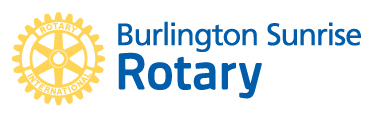 ROTARY
INTERNATIONAL
Burlington Sunrise
Rotary